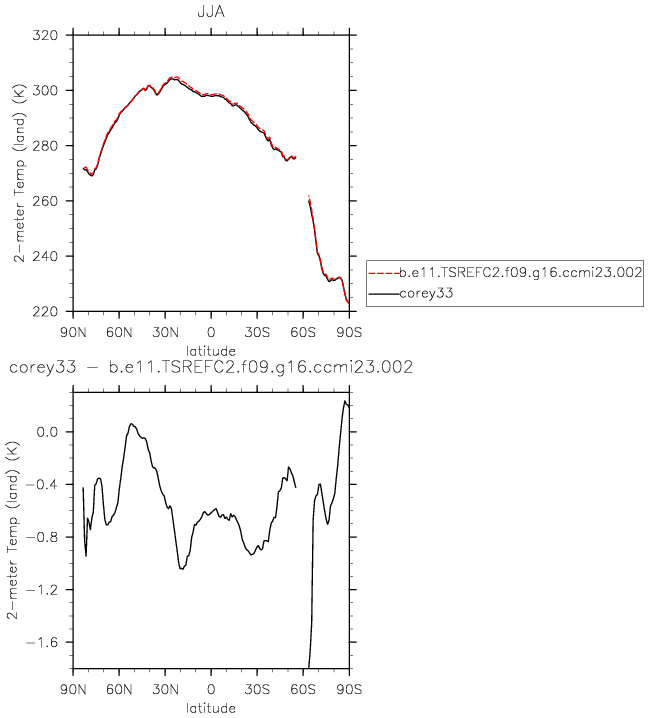 JJA
320
300
280
260
240
220
2-meter Temp (land) (K)
90N 60N 30N 0 30S 60S 90S
latitude
b.e11.TSREFC2.f09.g16.ccmi23.002
corey33
corey33 - b.e11.TSREFC2.f09.g16.ccmi23.002
0.0
-0.4
-0.8
-1.2
-1.6
2-meter Temp (land) (K)
90N 60N 30N 0 30S 60S 90S
latitude